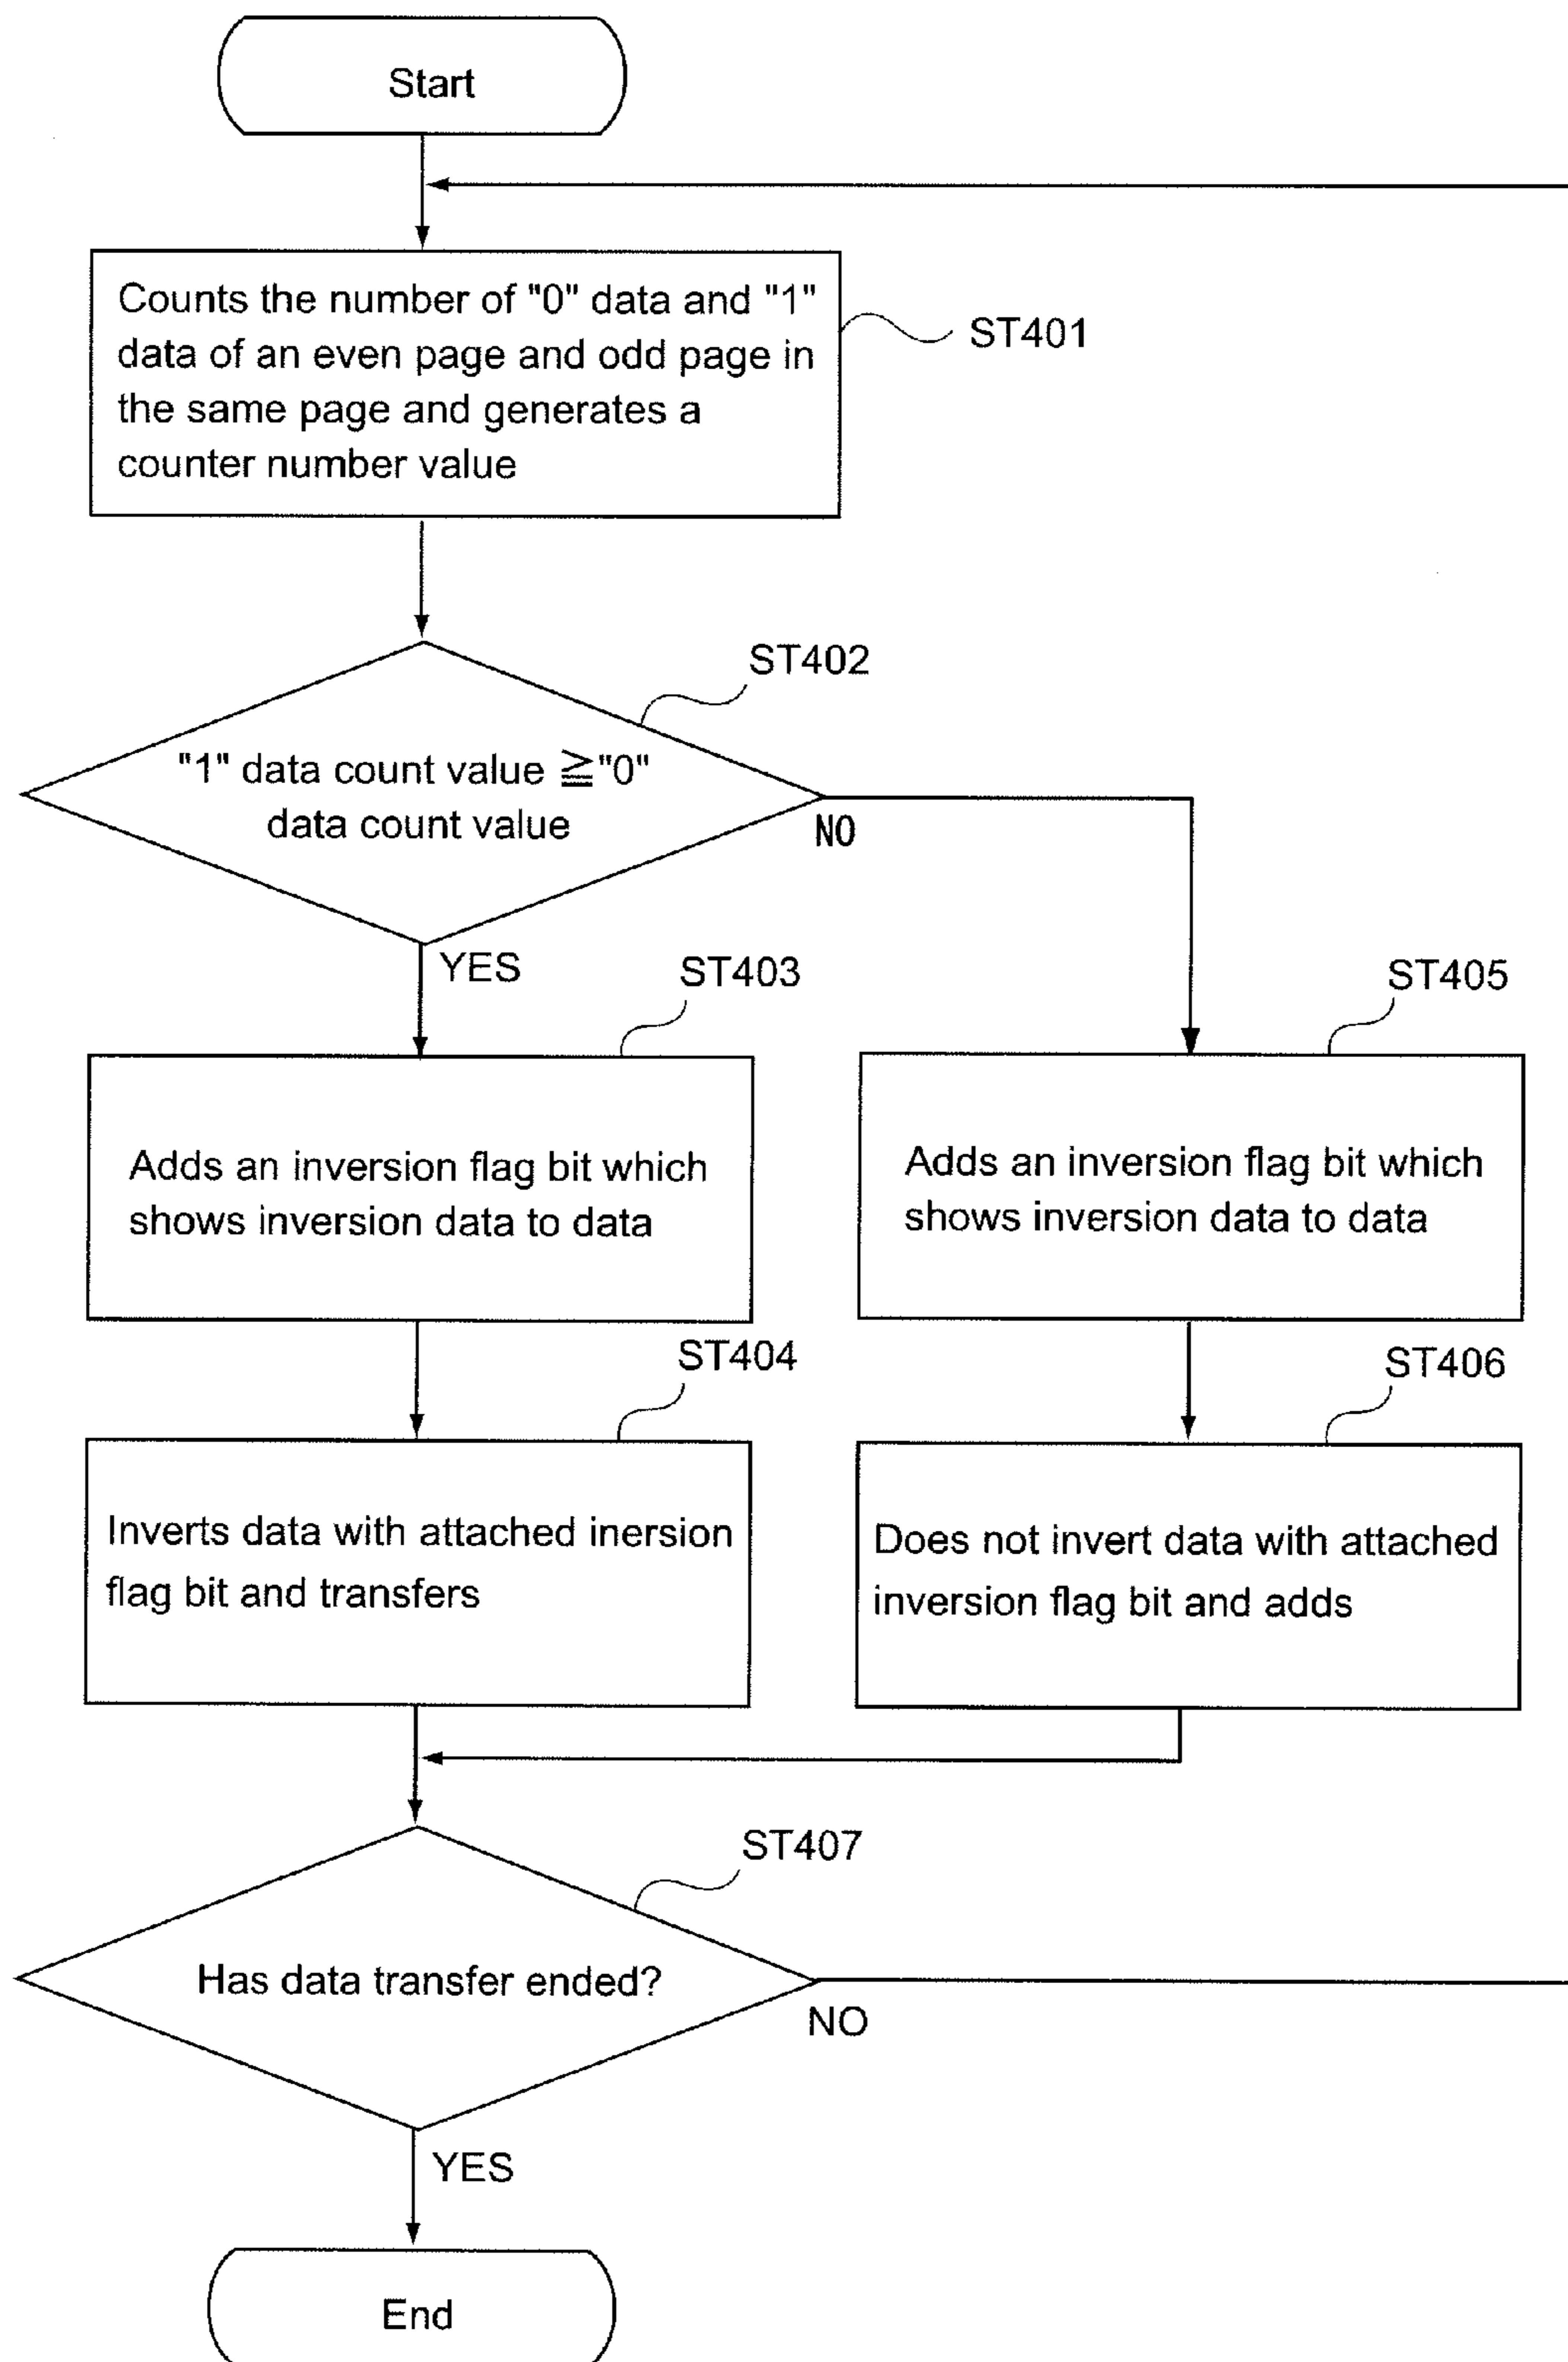 Start
Counts the number of "0" data and "1"
data of an even page and odd page in
the same page and generates a
counter number value
ST401
ST402
"1" data count value ≧"0"
data count value
NO
YES
ST403
ST405
Adds an inversion flag bit which
shows inversion data to data
Adds an inversion flag bit which
shows inversion data to data
ST404
ST406
Inverts data with attached inersion
flag bit and transfers
Does not invert data with attached
inversion flag bit and adds
ST407
Has data transfer ended?
NO
YES
End